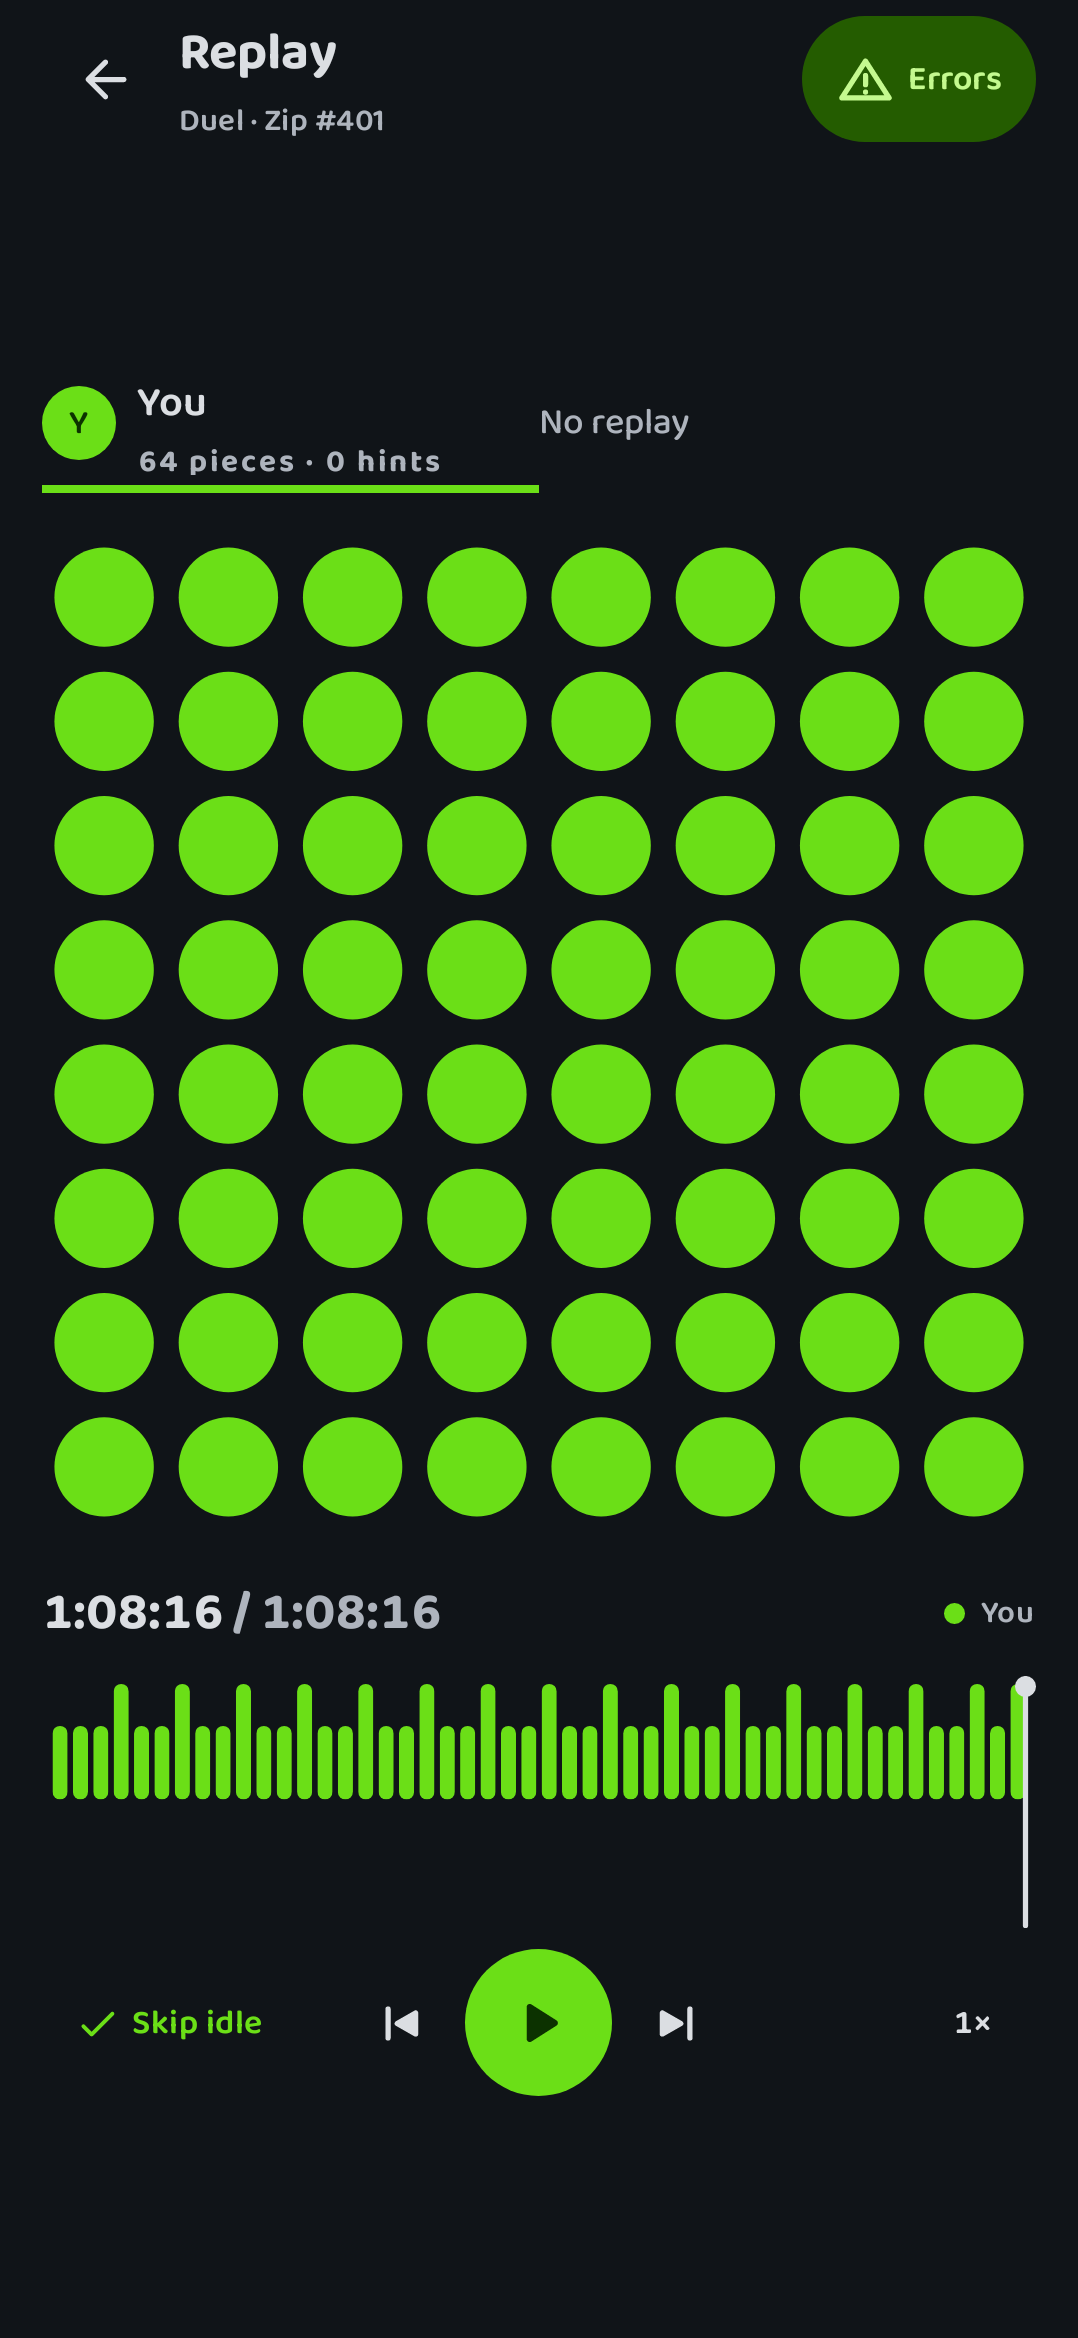 Replay
Duel · Zip #401
Errors
Y
You
64 pieces · 0 hints
No replay
1:08:16 / 1:08:16
You
Skip idle
1×